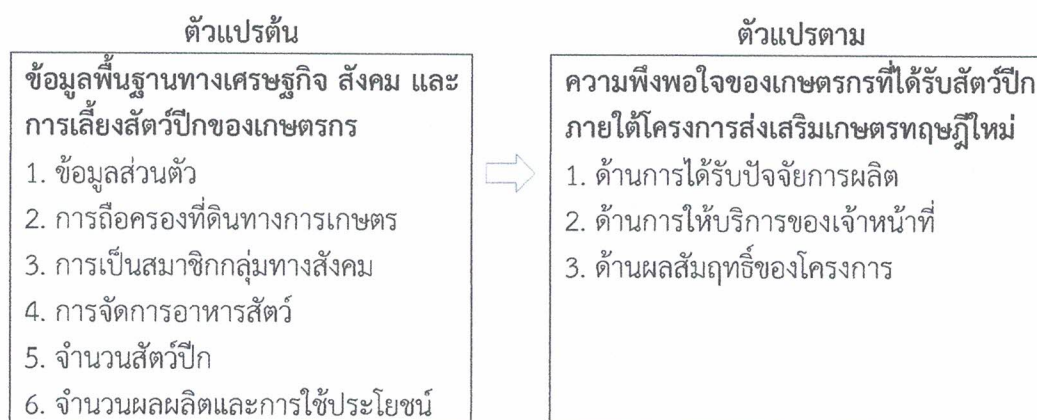 ตัวแปรต้น
ข้อมูลพื้นฐานทางเศรษฐกิจ สังคม และ
การเลี้ยงสัตว์ปีกของเกษตรกร
1. ข้อมูลส่วนตัว
2. การถือครองที่ดินทางการเกษตร
3. การเป็นสมาชิกกลุ่มทางสังคม
4. การจัดการอาหารสัตว์
5. จำนวนสัตว์ปีก
6. จำนวนผลผลิตและการใช้ประโยชน์
ตัวแปรตาม
ความพึงพอใจของเกษตรกรที่ได้รับสัตว์ปีก
ภายใต้โครงการส่งเสริมเกษตรทฤษฎีใหม่
1. ด้านการได้รับปัจจัยการผลิต
2. ด้านการให้บริการของเจ้าหน้าที่
3. ด้านผลสัมฤทธิ์ของโครงการ